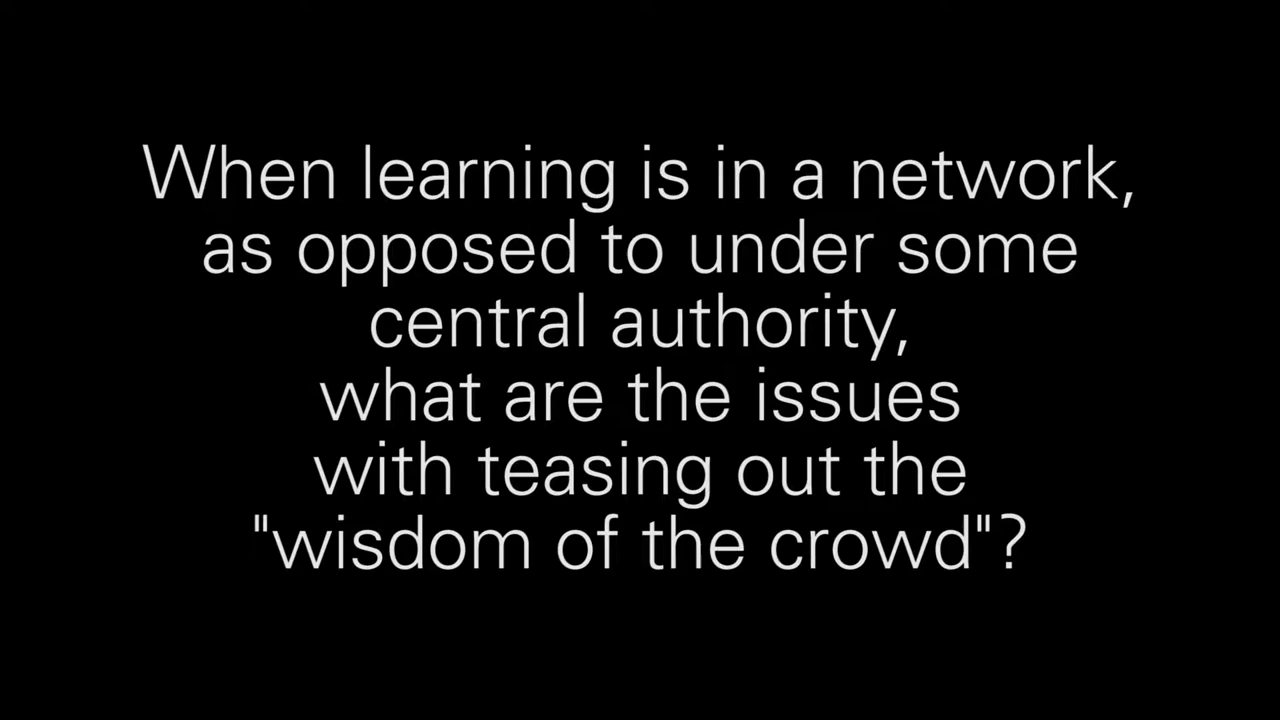 When learning is in a network,
as opposed to under some
central authority,
what are the issues
with teasing out the
"wisdom of the crowd"?